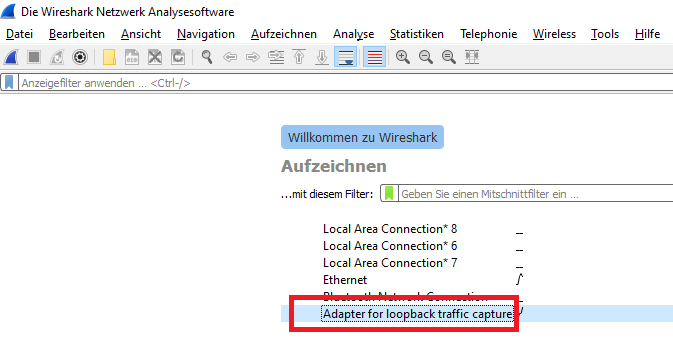 Die Wireshark Netzwerk Analysesoftware
Datei Bearbeiten Ansicht Navigation Aufzeichnen Analyse Statistiken Telephonie Wireless Tools Hilfe
Anzeigefilter anwenden ... <Ctrl-/>
Willkommen zu Wireshark
Aufzeichnen
...mit diesem Filter: Geben Sie einen Mitschnittfilter ein ...
Local Area Connection* 8
Local Area Connection* 6
Local Area Connection* 7
Ethernet
Bluetooth Network Connection
Adapter for loopback traffic capture